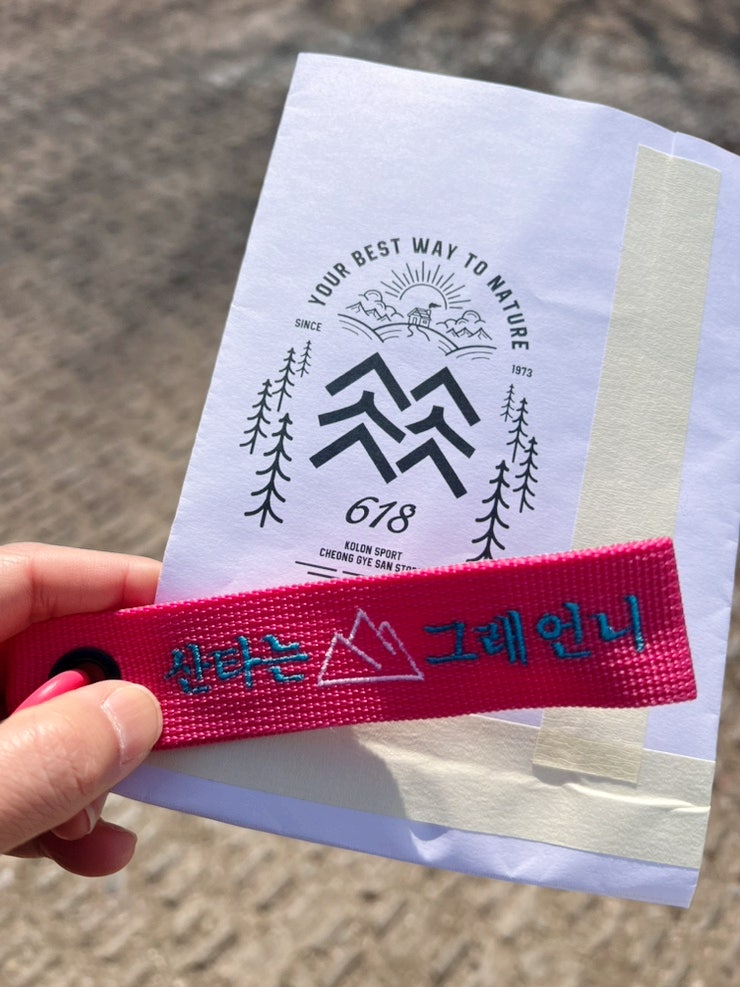 YOUR BEST WAY TO NATURE
SINCE
1973
618
KOLON SPORT
CHEONG GYE SAN
산타는 그래언니